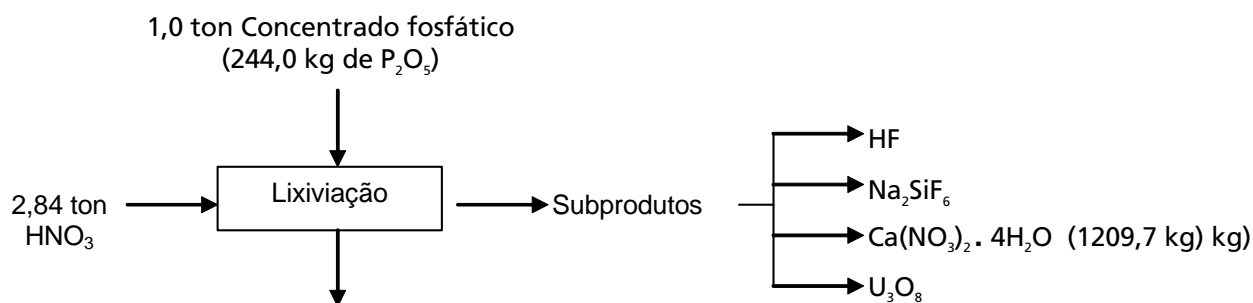 1,0 ton Concentrado fosfático
(244,0 kg de P₂O₅)
Lixiviação
2,84 ton
HNO₃
Subprodutos
HF
Na₂SiF₆
Ca(NO₃)₂. 4H₂O (1209,7 kg) kg)
U₃O₈